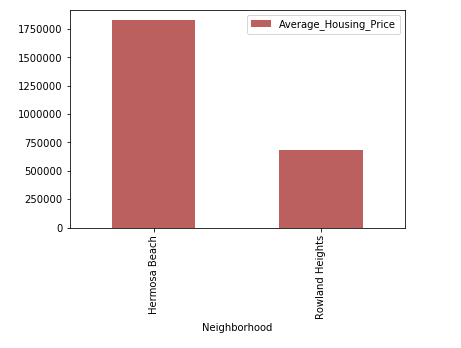 Average_Housing_Price
1750000
1500000
1250000
1000000
750000
500000
250000
0
Hermosa Beach
Rowland Heights
Neighborhood